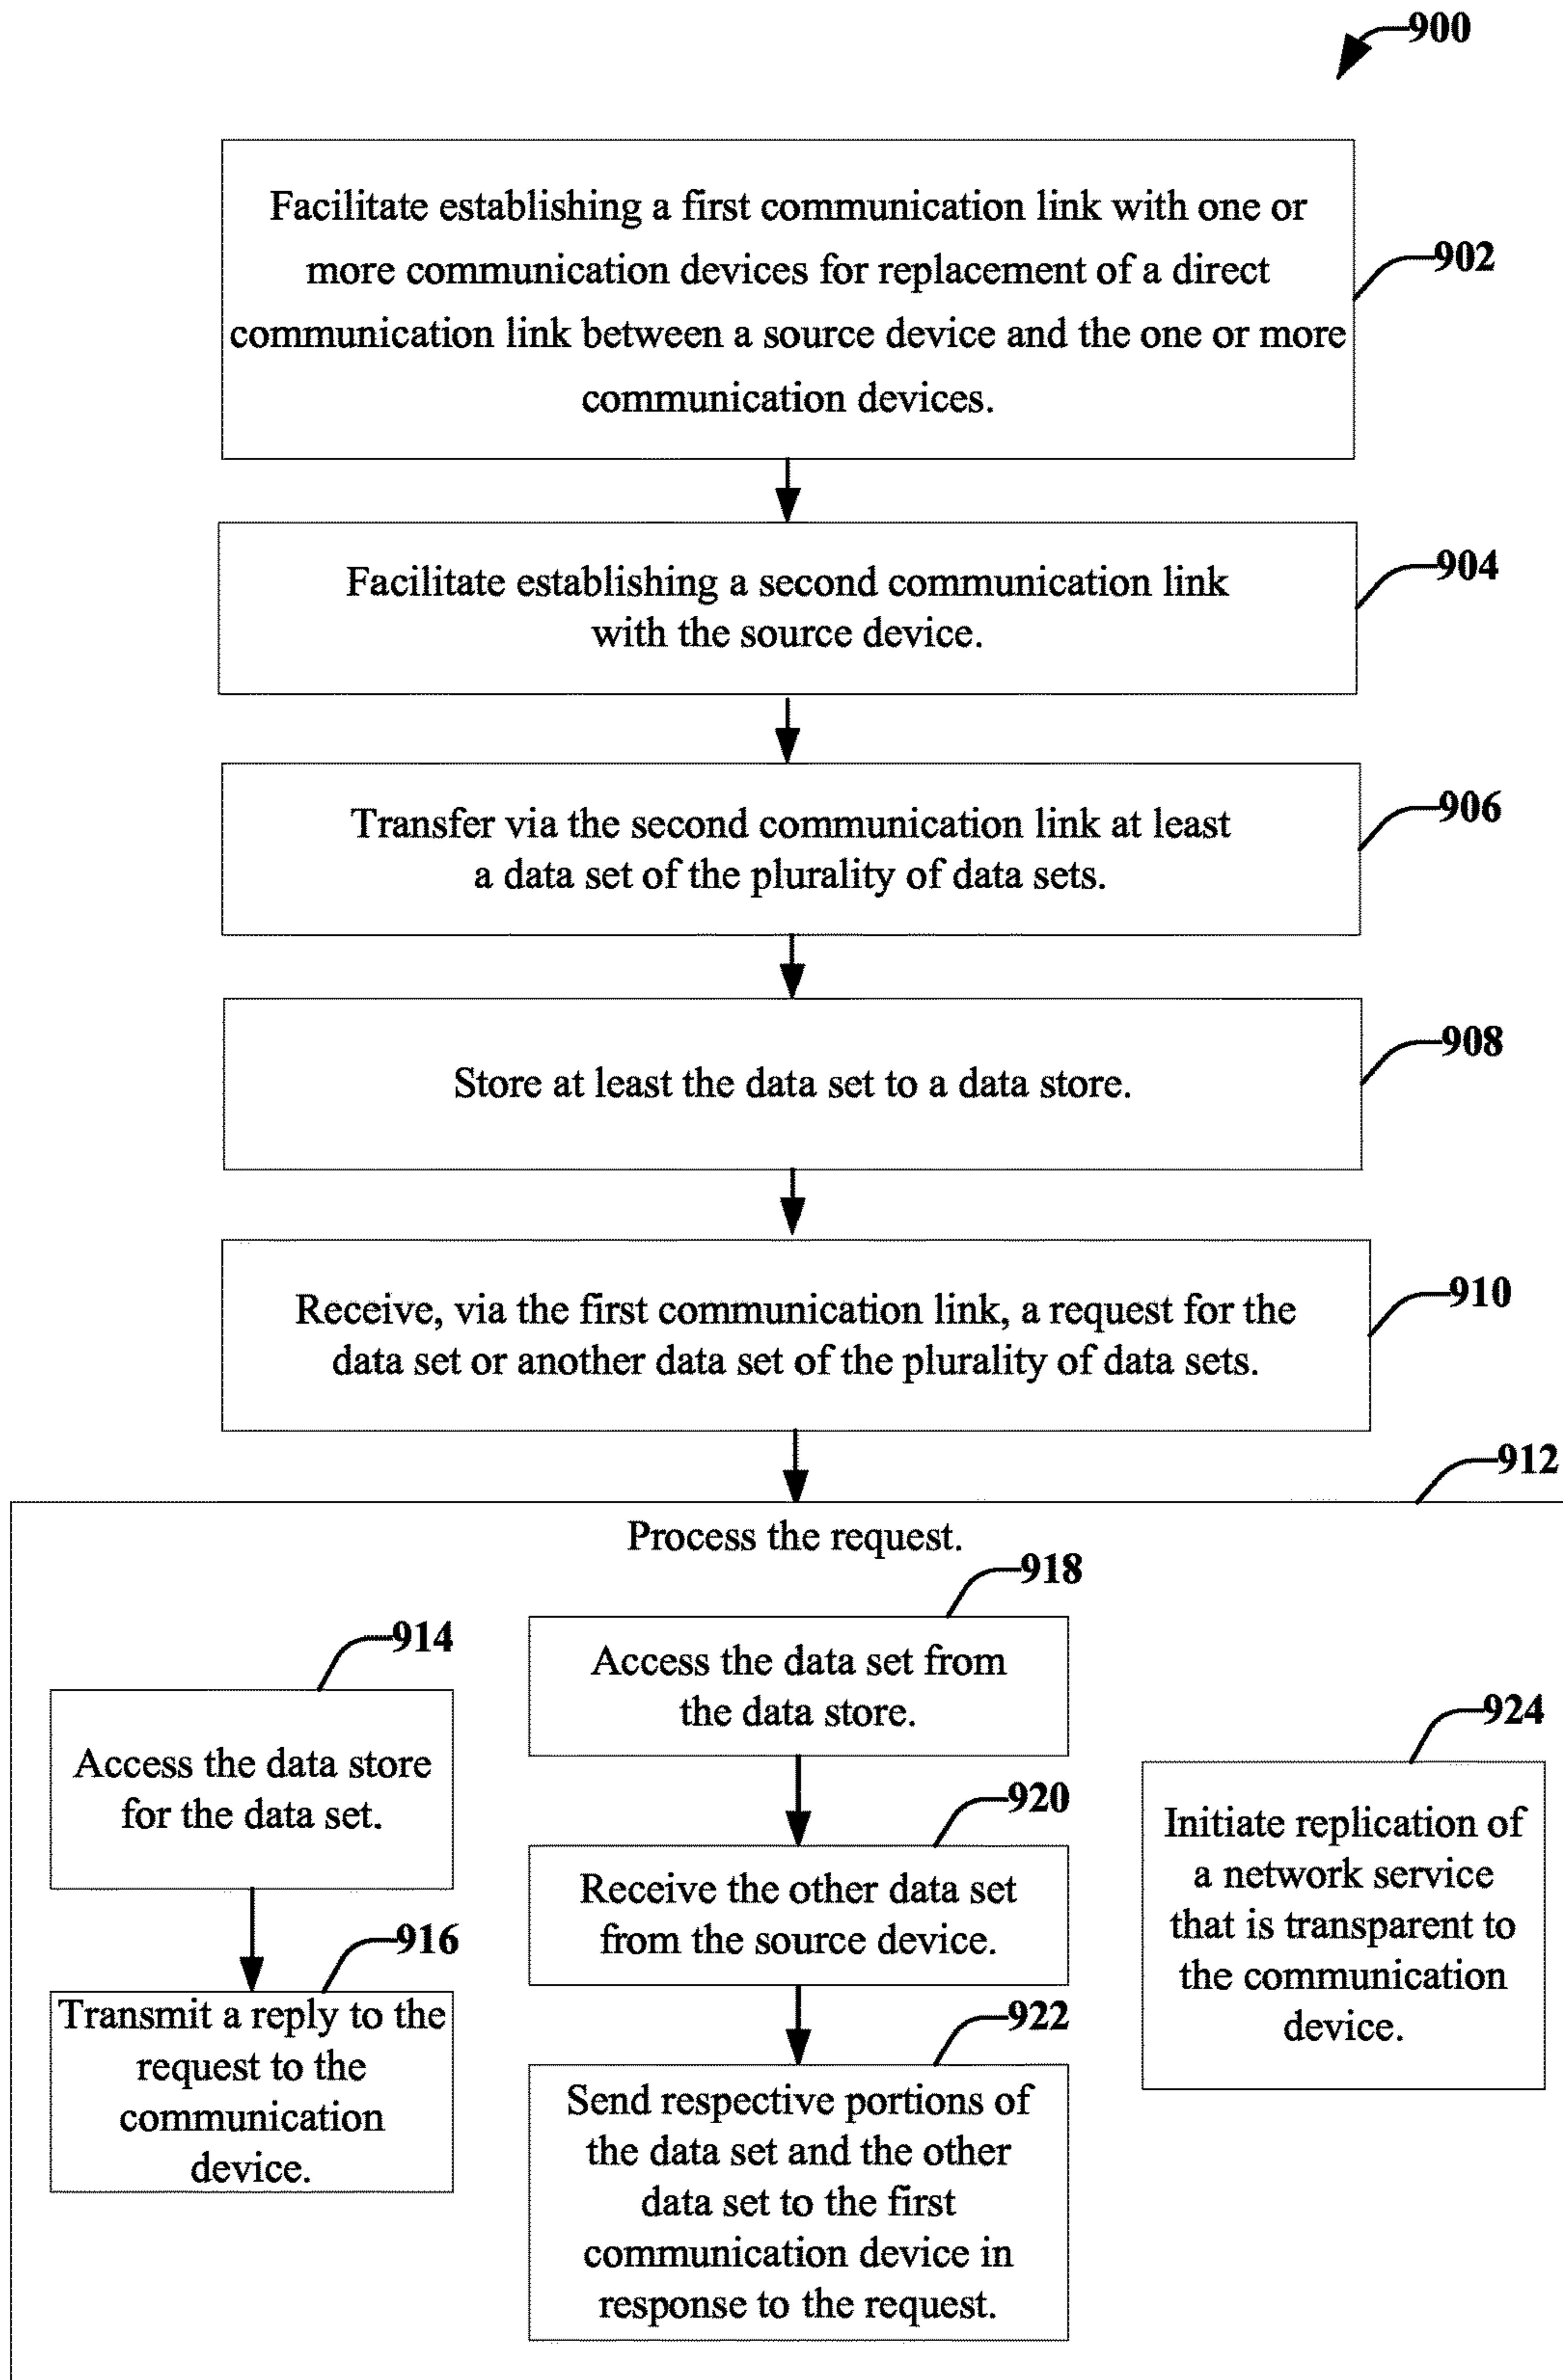 900
Facilitate establishing a first communication link with one or
more communication devices for replacement of a direct
communication link between a source device and the one or more
communication devices.
902
Facilitate establishing a second communication link
with the source device.
904
Transfer via the second communication link at least
a data set of the plurality of data sets.
906
Store at least the data set to a data store.
908
Receive, via the first communication link, a request for the
data set or another data set of the plurality of data sets.
910
912
Process the request.
914
Access the data store
for the data set.
916
Transmit a reply to the
request to the
communication
device.
918
Access the data set from
the data store.
920
Receive the other data set
from the source device.
922
Send respective portions of
the data set and the other
data set to the first
communication device in
response to the request.
924
Initiate replication of
a network service
that is transparent to
the communication
device.